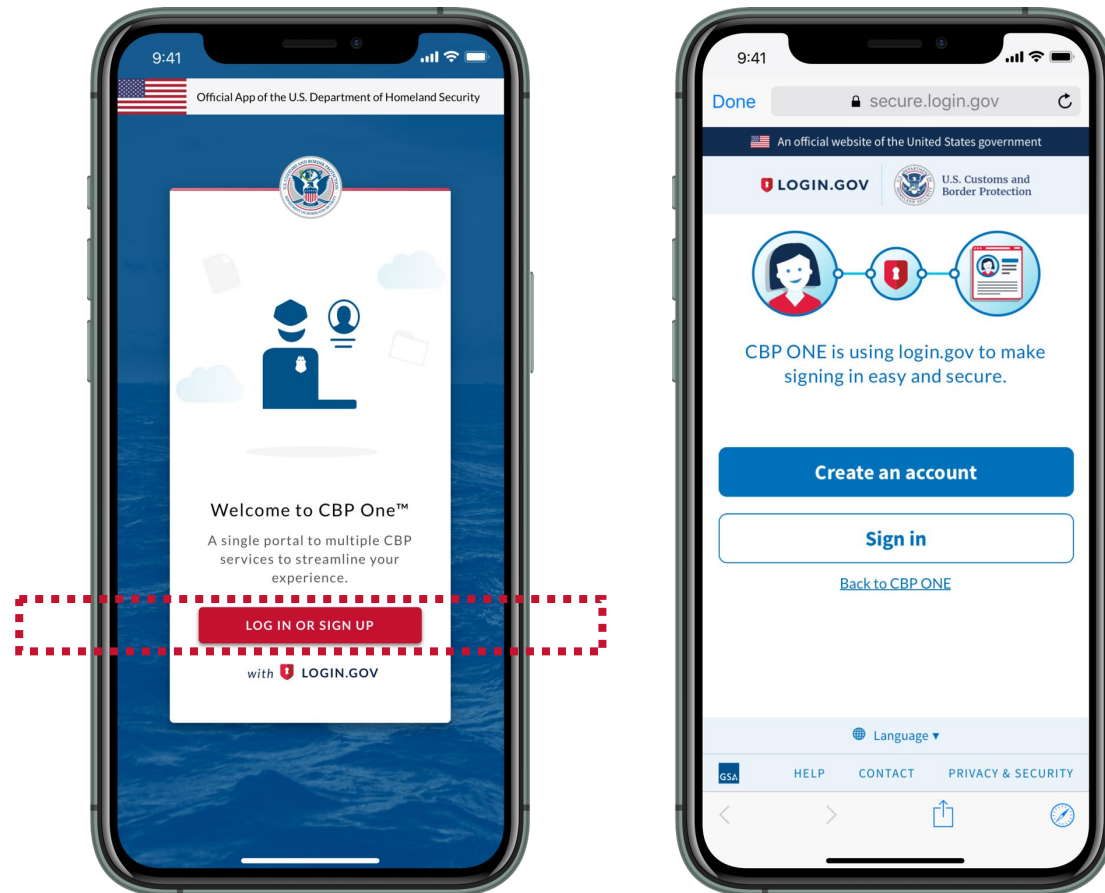 9:41
Official App of the U.S. Department of Homeland Security
Welcome to CBP One™
A single portal to multiple CBP
services to streamline your
experience.
LOG IN OR SIGN UP
with LOGIN.GOV
9:41
Done secure.login.gov
An official website of the United States government
LOGIN.GOV U.S. Customs and
Border Protection
CBP ONE is using login.gov to make
signing in easy and secure.
Create an account
Sign in
Back to CBP ONE
Language ▾
GSA HELP CONTACT PRIVACY & SECURITY